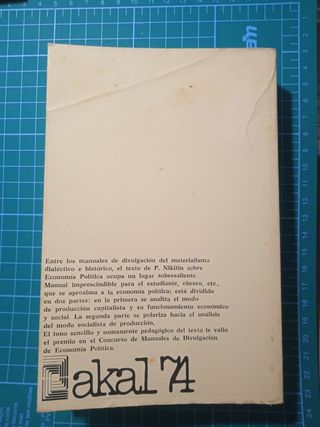 Entre los manuales de divulgación del materialismo
dialéctico e histórico, el texto de P. Nikitin sobre
Economía Política ocupa un lugar sobresaliente.
Manual imprescindible para el estudiante, obrero, etc.,
que se aproxima a la economía política; está dividido
en dos partes: en la primera se analiza el modo
de producción capitalista y su funcionamiento económico
y social. La segunda parte se polariza hacia el análisis
del modo socialista de producción.
El tono sencillo y sumamente pedagógico del texto le valió
el premio en el Concurso de Manuales de Divulgación
de Economía Política.
akal 74